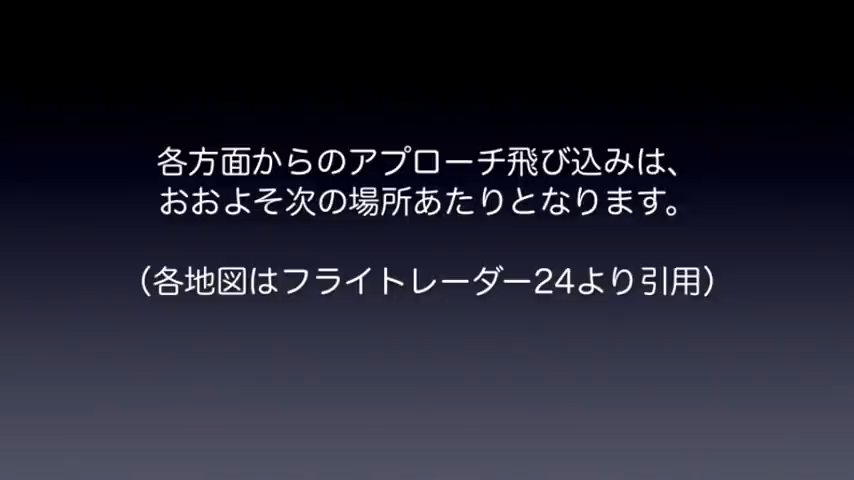 各方面からのアプローチ飛び込みは、
おおよそ次の場所あたりとなります。
（各地図はフライトレーダー24より引用）